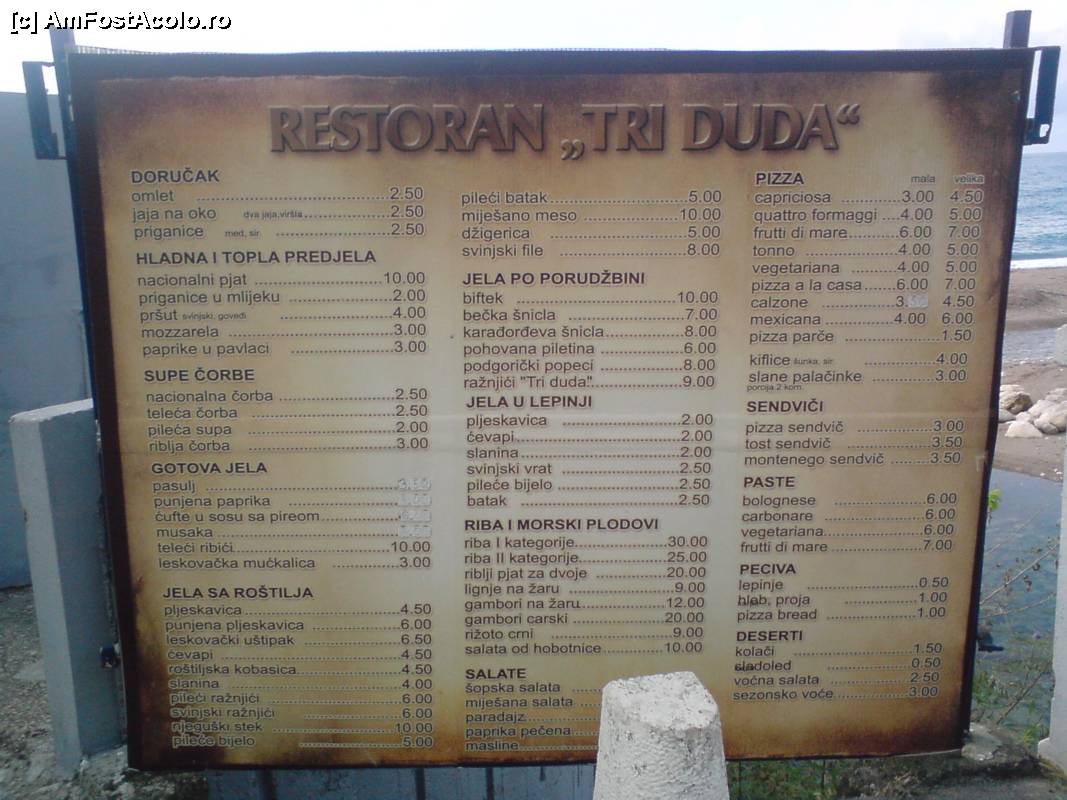 [c] AmFostAcolo.ro
RESTORAN „TRI DUDA“
DORUČAK
omlet 2.50
jaja na oko dva jaja,viršla 2.50
priganice med, sir. 2.50
HLADNA I TOPLA PREDJELA
nacionalni pjat 10.00
priganice u mlijeku 2.00
pršut svinjski, goveđi 4.00
mozzarela 3.00
paprike u pavlaci 3.00
SUPE ČORBE
nacionalna čorba 2.50
teleća čorba 2.50
pileća supa 2.00
riblja čorba 3.00
GOTOVA JELA
pasulj
punjena paprika
ćufte u sosu sa pireom
musaka
teleći ribići 10.00
leskovačka mućkalica 3.00
JELA SA ROŠTILJA
pljeskavica 4.50
punjena pljeskavica 6.00
leskovački uštipak 6.50
ćevapi 4.50
roštiljska kobasica 4.50
slanina 4.00
pileći ražnjići 6.00
svinjski ražnjići 6.00
njeguški stek 10.00
pileće bijelo 5.00
pileći batak 5.00
miješano meso 10.00
džigerica 5.00
svinjski file 8.00
JELA PO PORUDŽBINI
biftek 10.00
bečka šnicla 7.00
karađorđeva šnicla 8.00
pohovana piletina 6.00
podgorički popeci 8.00
ražnjići "Tri duda" 9.00
JELA U LEPINJI
pljeskavica 2.00
ćevapi 2.00
slanina 2.00
svinjski vrat 2.50
pileće bijelo 2.50
batak 2.50
RIBA I MORSKI PLODOVI
riba I kategorije 30.00
riba II kategorije 25.00
riblji pjat za dvoje 20.00
lignje na žaru 9.00
gambori na žaru 12.00
gambori carski 20.00
rižoto crni 9.00
salata od hobotnice 10.00
SALATE
šopska salata
miješana salata
paradajz
paprika pečena
masline
PIZZA mala velika
capriciosa 3.00 4.50
quattro formaggi 4.00 5.00
frutti di mare 6.00 7.00
tonno 4.00 5.00
vegetariana 4.00 5.00
pizza a la casa 6.00 7.00
calzone 4.50
mexicana 4.00 6.00
pizza parče 1.50
kiflice šunka, sir. 4.00
slane palačinke 3.00
porcija 2 kom.
SENDVIČI
pizza sendvič 3.00
tost sendvič 3.50
montenego sendvič 3.50
PASTE
bolognese 6.00
carbonare 6.00
vegetariana 6.00
frutti di mare 7.00
PECIVA
lepinje 0.50
hlab, proja 1.00
pizza bread 1.00
DESERTI
kolači 1.50
sladoled 0.50
voćna salata 2.50
sezonsko voće 3.00